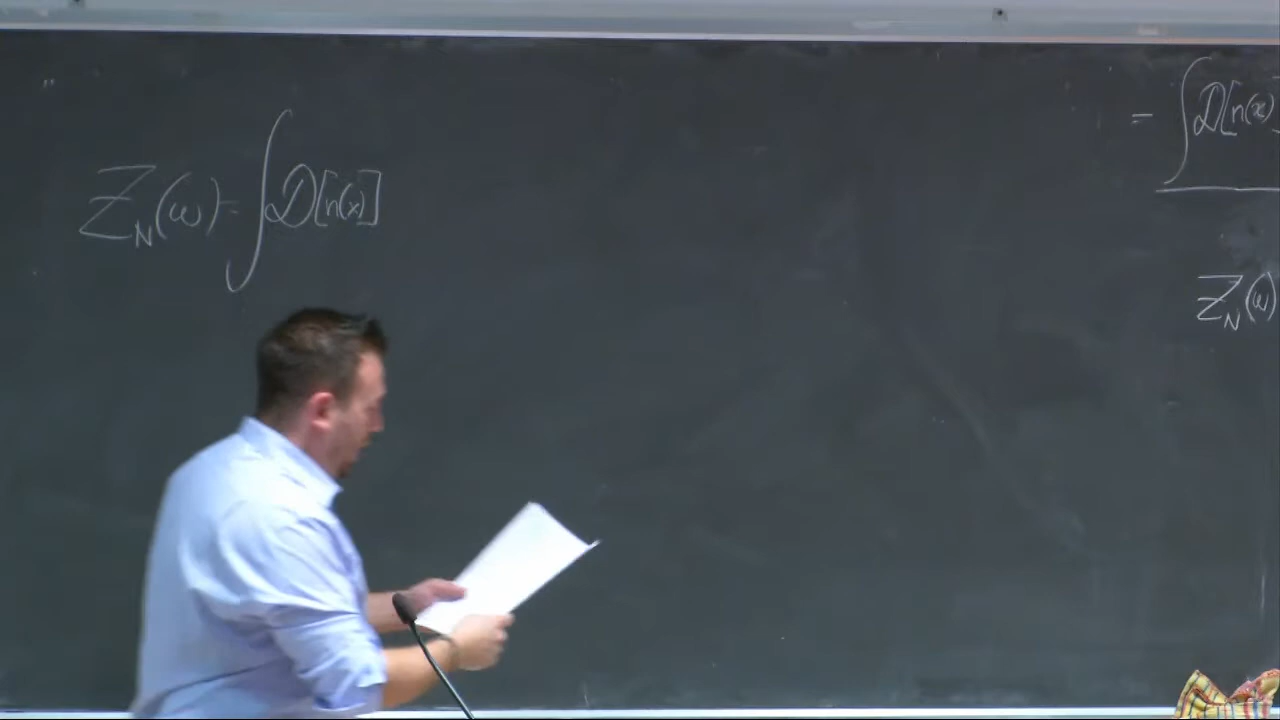 Z_N(ω) = ∫ D[n(x)]
= ∫ D[n(x)
Z_N(ω)